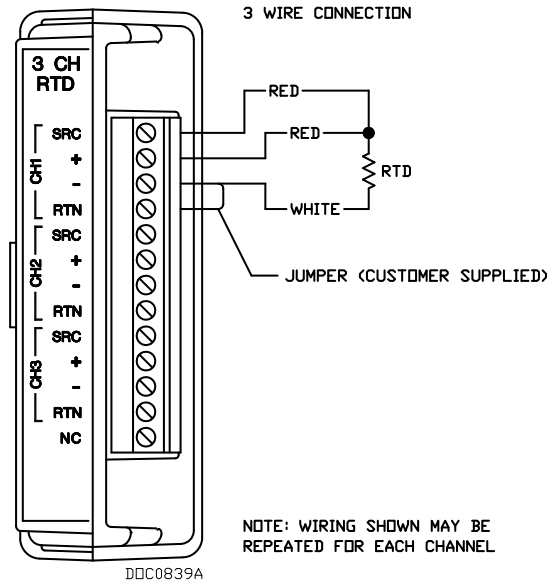 3 WIRE CONNECTION
3 CH
RTD
CH1
SRC
+
-
RTN
CH2
SRC
+
-
RTN
CH3
SRC
+
-
RTN
NC
RED
RED
RTD
WHITE
JUMPER (CUSTOMER SUPPLIED)
NOTE: WIRING SHOWN MAY BE
REPEATED FOR EACH CHANNEL
DOC0839A